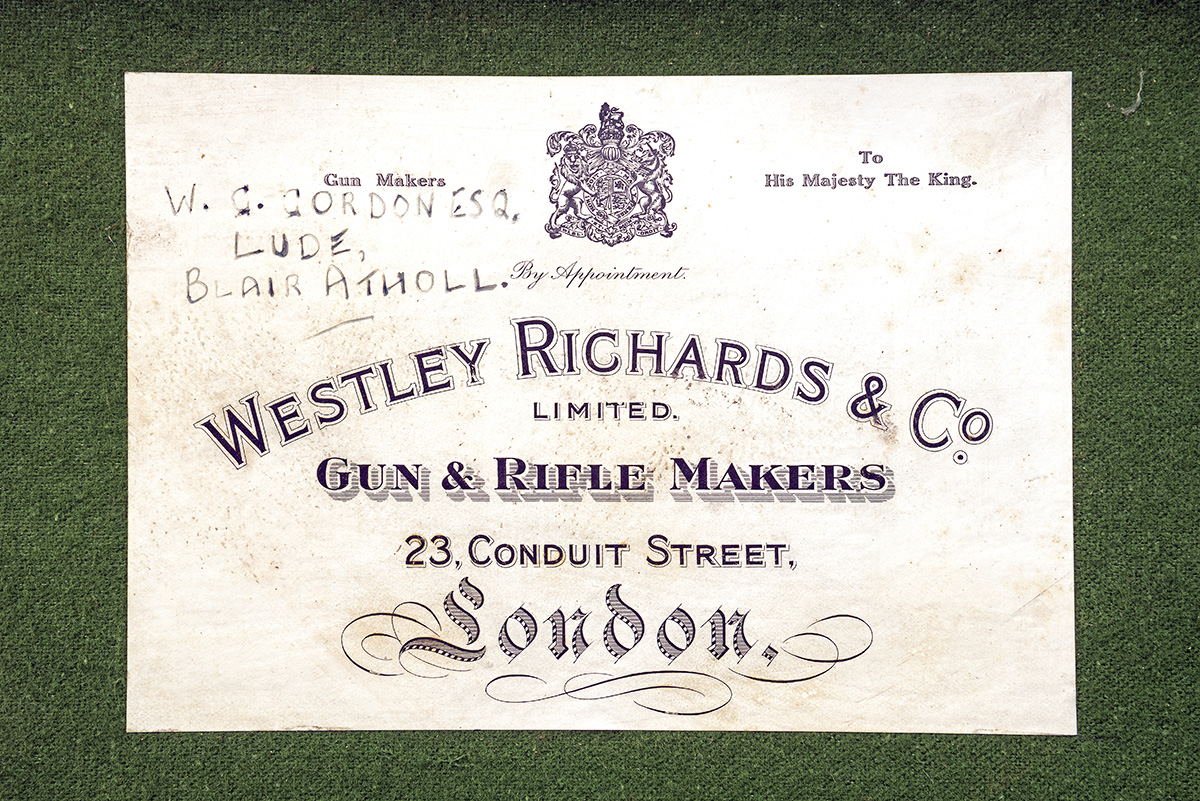 Gun Makers
To
His Majesty The King.
W. G. GORDON ESQ.
LUDE,
BLAIR ATHOLL.
By Appointment.
WESTLEY RICHARDS & Co.
LIMITED.
GUN & RIFLE MAKERS
23, CONDUIT STREET,
London.